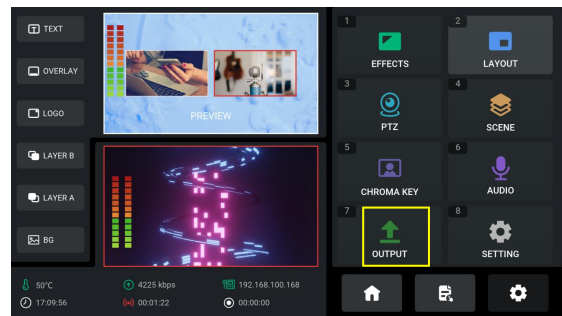 TEXT
OVERLAY
LOGO
LAYER B
LAYER A
BG
PREVIEW
1
EFFECTS
2
LAYOUT
3
PTZ
4
SCENE
5
CHROMA KEY
6
AUDIO
7
OUTPUT
8
SETTING
50°C
4225 kbps
192.168.100.168
17:09:56
00:01:22
00:00:00